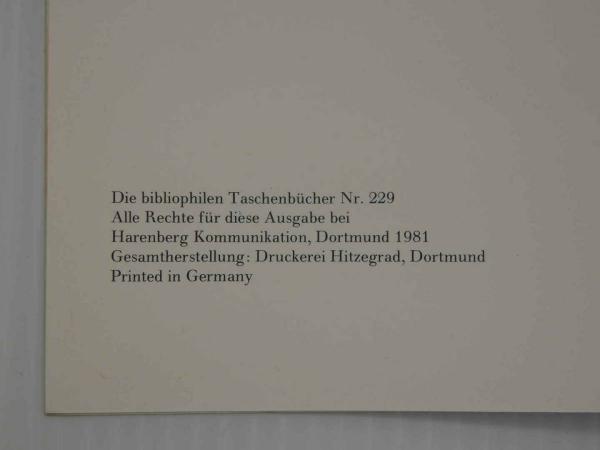 Die bibliophilen Taschenbücher Nr. 229
Alle Rechte für diese Ausgabe bei
Harenberg Kommunikation, Dortmund 1981
Gesamtherstellung: Druckerei Hitzegrad, Dortmund
Printed in Germany